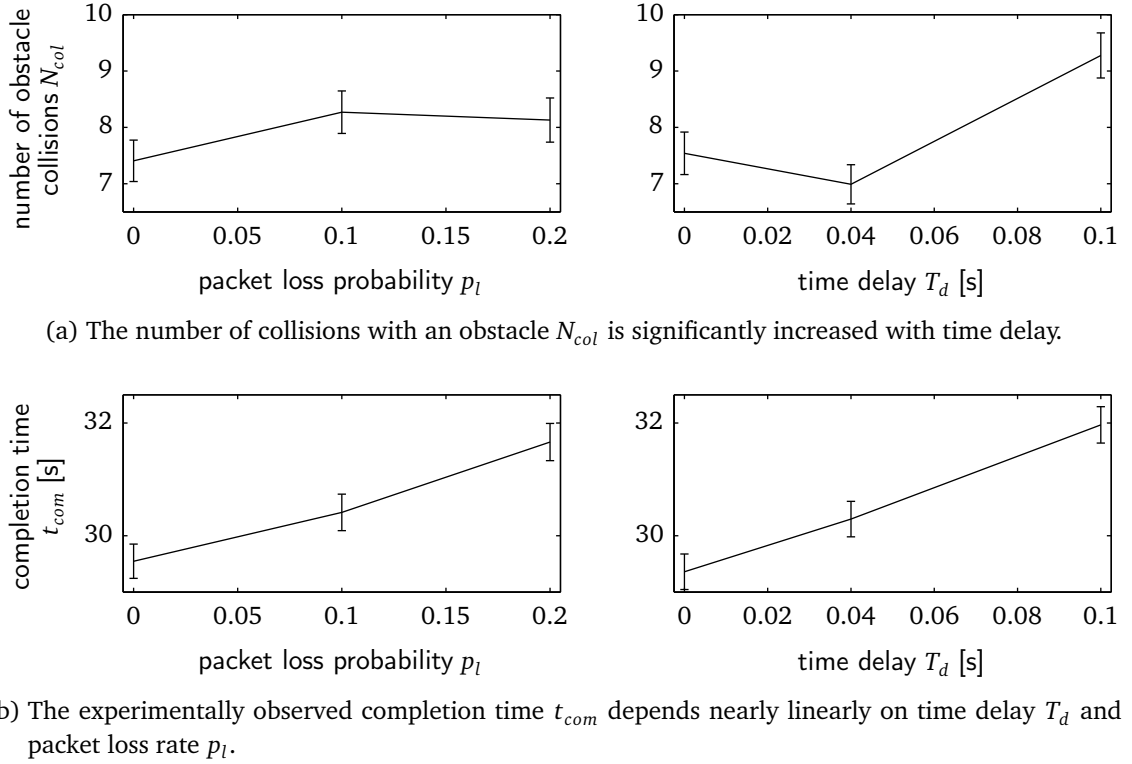 10
9
8
7
number of obstacle
collisions N_col
0 0.05 0.1 0.15 0.2
packet loss probability p_l
10
9
8
7
0 0.02 0.04 0.06 0.08 0.1
time delay T_d [s]
(a) The number of collisions with an obstacle N_col is significantly increased with time delay.
32
30
completion time
t_com [s]
0 0.05 0.1 0.15 0.2
packet loss probability p_l
32
30
0 0.02 0.04 0.06 0.08 0.1
time delay T_d [s]
b) The experimentally observed completion time t_com depends nearly linearly on time delay T_d and
packet loss rate p_l.